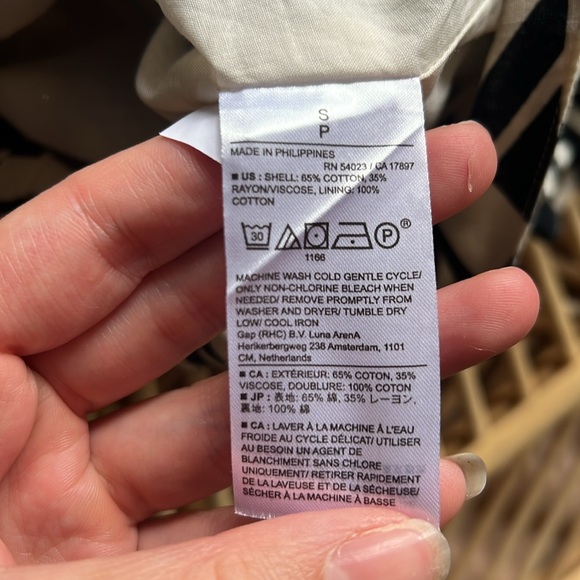 S
P
MADE IN PHILIPPINES
RN 54023 / CA 17897
■ US : SHELL: 65% COTTON, 35%
RAYON/VISCOSE, LINING: 100%
COTTON
30 P ®
1166
MACHINE WASH COLD GENTLE CYCLE/
ONLY NON-CHLORINE BLEACH WHEN
NEEDED/ REMOVE PROMPTLY FROM
WASHER AND DRYER/ TUMBLE DRY
LOW/ COOL IRON
Gap (RHC) B.V. Luna ArenA
Herikerbergweg 238 Amsterdam, 1101
CM, Netherlands
■ CA : EXTÉRIEUR: 65% COTON, 35%
VISCOSE, DOUBLURE: 100% COTON
■ JP : 表地: 65% 綿, 35% レーヨン,
裏地: 100% 綿
■ CA : LAVER À LA MACHINE À L'EAU
FROIDE AU CYCLE DÉLICAT/ UTILISER
AU BESOIN UN AGENT DE
BLANCHIMENT SANS CHLORE
UNIQUEMENT/ RETIRER RAPIDEMENT
DE LA LAVEUSE ET DE LA SÉCHEUSE/
SÉCHER À LA MACHINE À BASSE